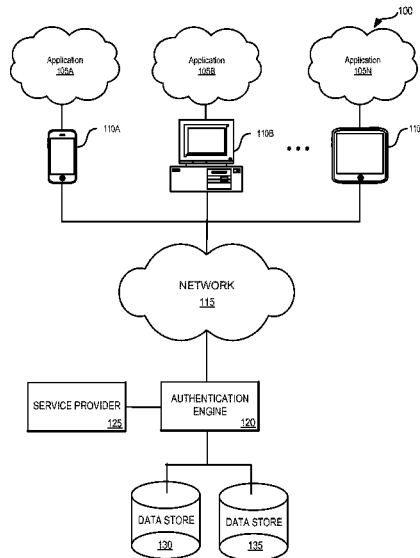 100
Application
105A
Application
105B
Application
105N
110A
110B
110
NETWORK
115
SERVICE PROVIDER
125
AUTHENTICATION
ENGINE
120
DATA STORE
130
DATA STORE
135